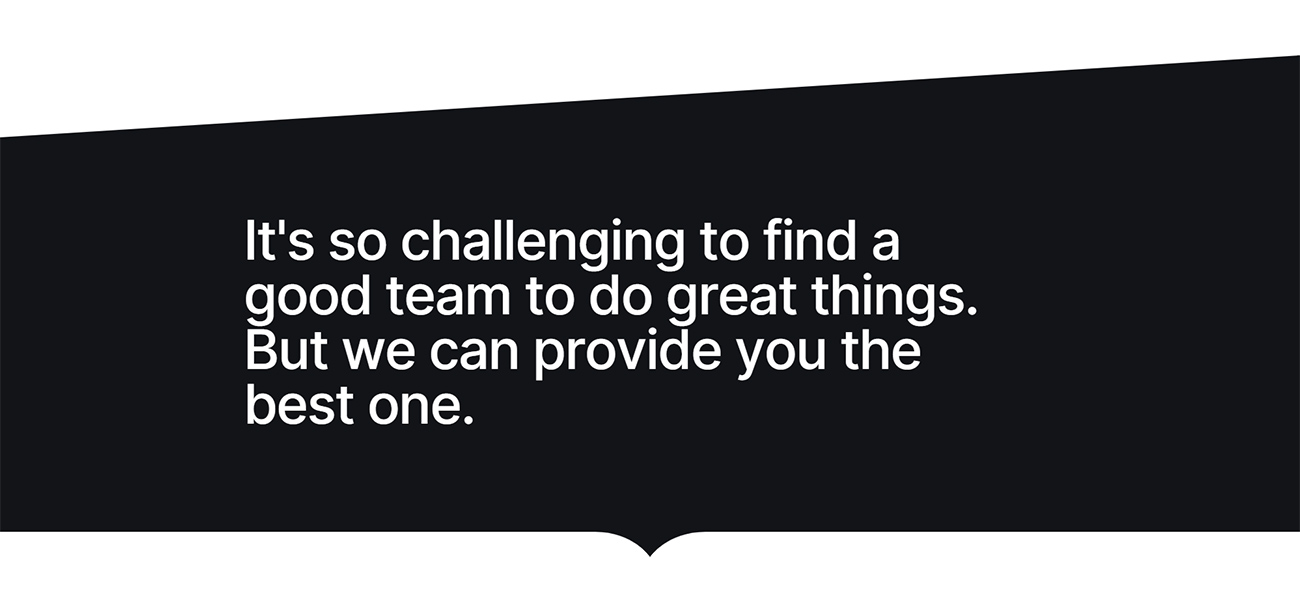 It's so challenging to find a
good team to do great things.
But we can provide you the
best one.